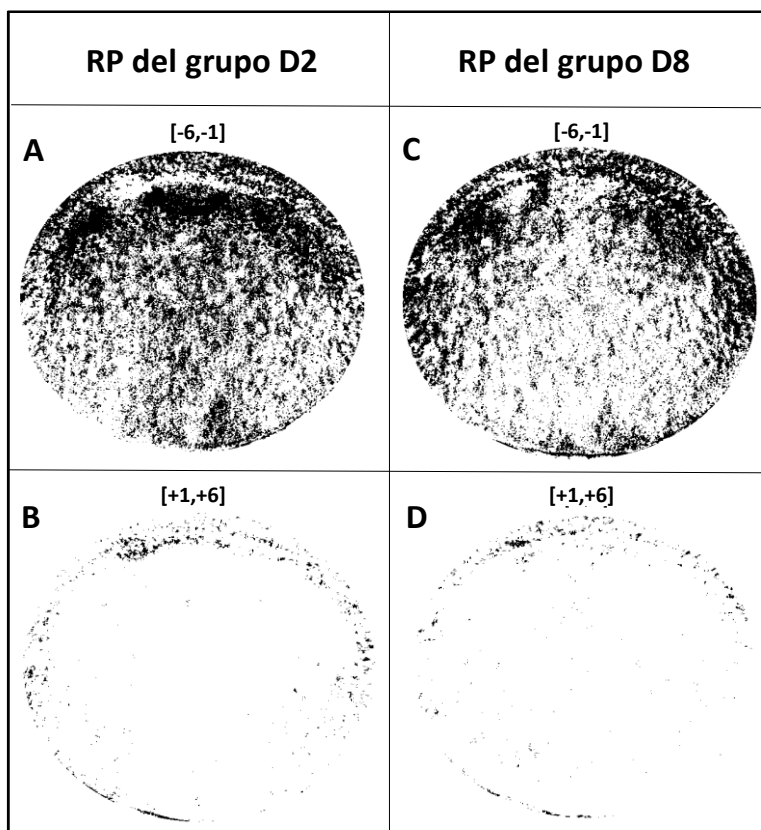 RP del grupo D2
RP del grupo D8
A
[-6,-1]
C
[-6,-1]
B
[+1,+6]
D
[+1,+6]